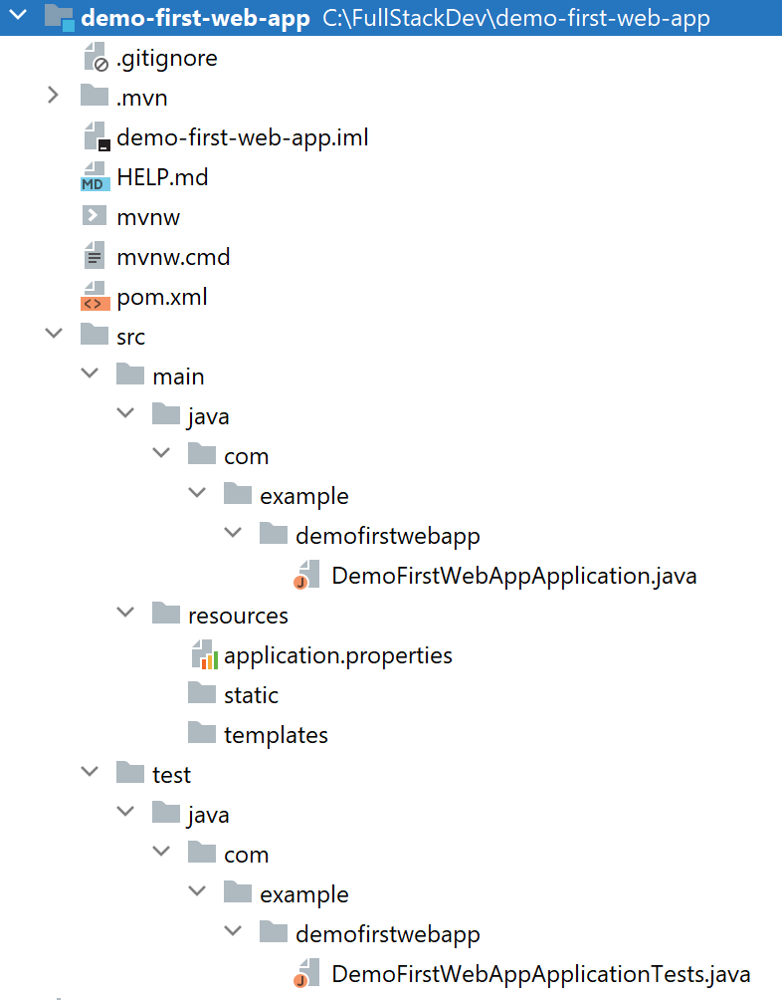 demo-first-web-app C:\FullStackDev\demo-first-web-app
.gitignore
.mvn
demo-first-web-app.iml
MD HELP.md
mvnw
mvnw.cmd
<> pom.xml
src
main
java
com
example
demofirstwebapp
J DemoFirstWebAppApplication.java
resources
application.properties
static
templates
test
java
com
example
demofirstwebapp
J DemoFirstWebAppApplicationTests.java